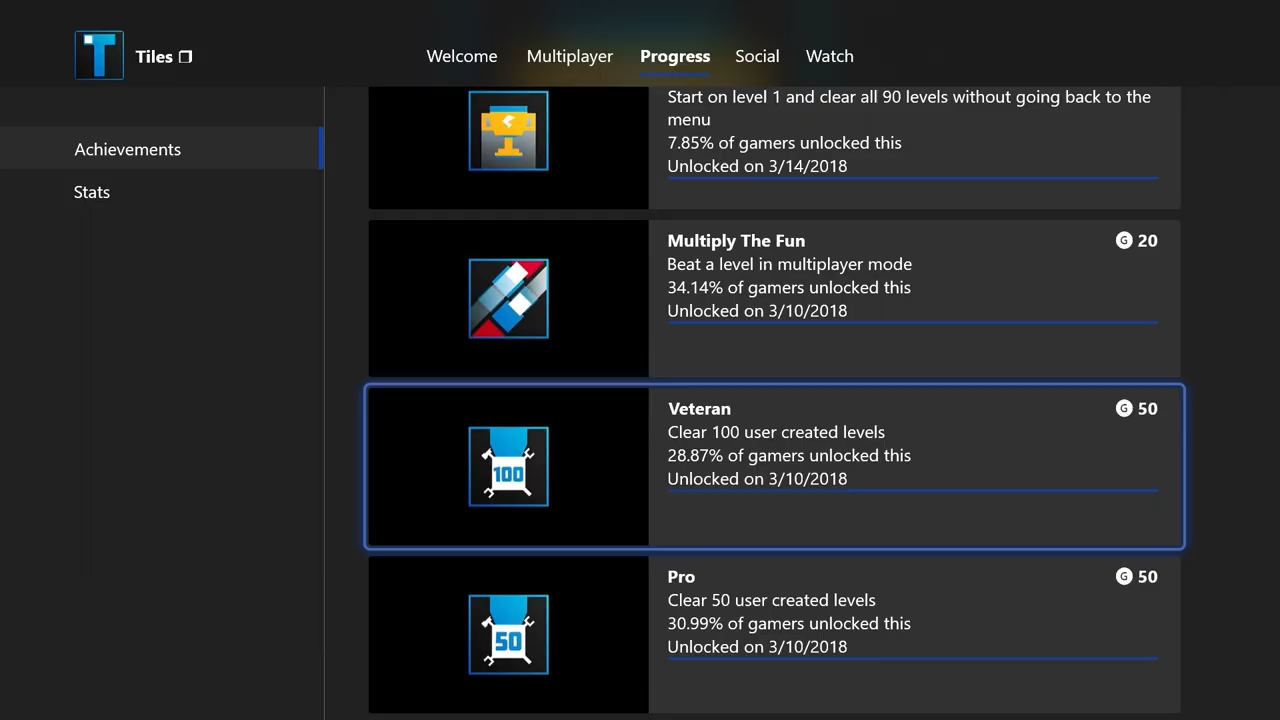 Tiles
Welcome Multiplayer Progress Social Watch
Achievements
Stats
Start on level 1 and clear all 90 levels without going back to the
menu
7.85% of gamers unlocked this
Unlocked on 3/14/2018
Multiply The Fun G 20
Beat a level in multiplayer mode
34.14% of gamers unlocked this
Unlocked on 3/10/2018
100
Veteran G 50
Clear 100 user created levels
28.87% of gamers unlocked this
Unlocked on 3/10/2018
50
Pro G 50
Clear 50 user created levels
30.99% of gamers unlocked this
Unlocked on 3/10/2018